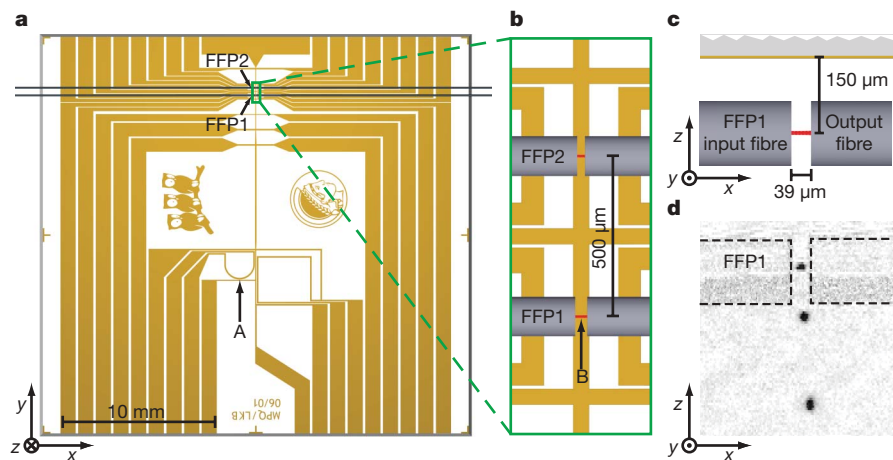 a
FFP2
FFP1
A
10 mm
MPQ/LKB
06/01
y
z
x
b
FFP2
500 µm
FFP1
B
c
150 µm
FFP1
input fibre
Output
fibre
z
y
x
39 µm
d
FFP1
z
y
x